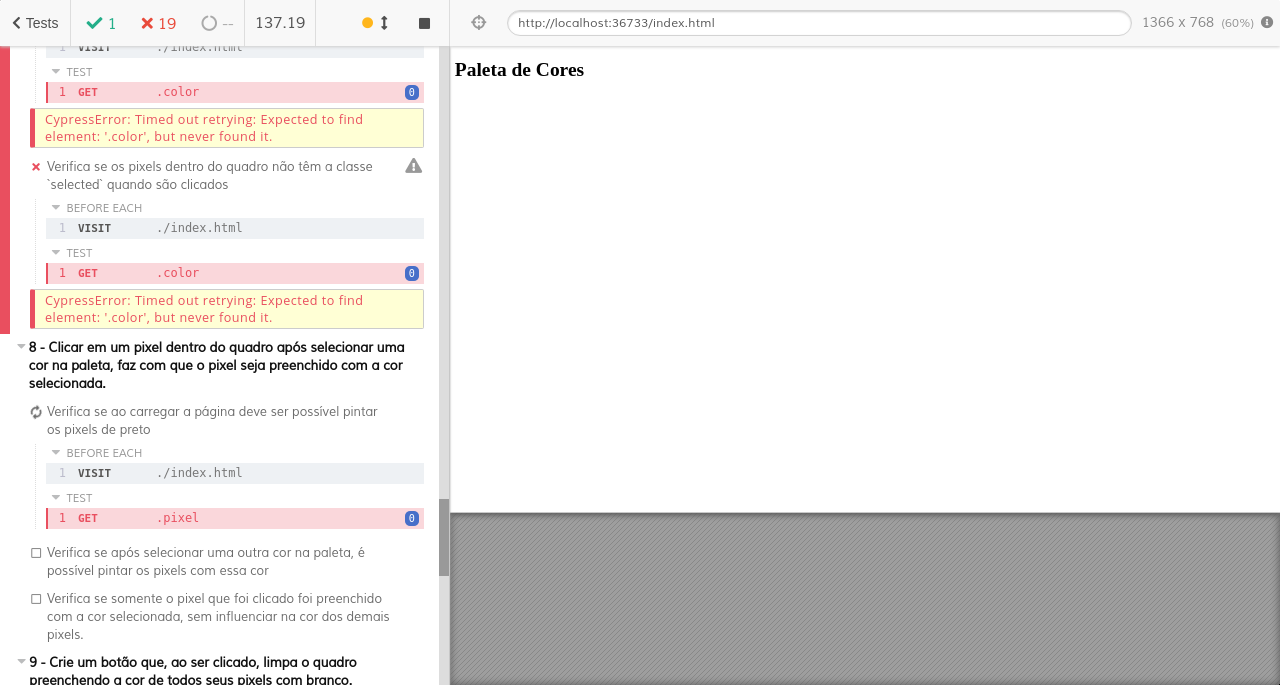 Tests 1 19 -- 137.19 http://localhost:36733/index.html 1366 x 768 (60%)
1 VISIT ./index.html
TEST
1 GET .color 0
CypressError: Timed out retrying: Expected to find
element: '.color', but never found it.
Verifica se os pixels dentro do quadro não têm a classe
`selected` quando são clicados
BEFORE EACH
1 VISIT ./index.html
TEST
1 GET .color 0
CypressError: Timed out retrying: Expected to find
element: '.color', but never found it.
8 - Clicar em um pixel dentro do quadro após selecionar uma
cor na paleta, faz com que o pixel seja preenchido com a cor
selecionada.
Verifica se ao carregar a página deve ser possível pintar
os pixels de preto
BEFORE EACH
1 VISIT ./index.html
TEST
1 GET .pixel 0
Verifica se após selecionar uma outra cor na paleta, é
possível pintar os pixels com essa cor
Verifica se somente o pixel que foi clicado foi preenchido
com a cor selecionada, sem influenciar na cor dos demais
pixels.
9 - Crie um botão que, ao ser clicado, limpa o quadro
preenchendo a cor de todos seus pixels com branco.
Paleta de Cores